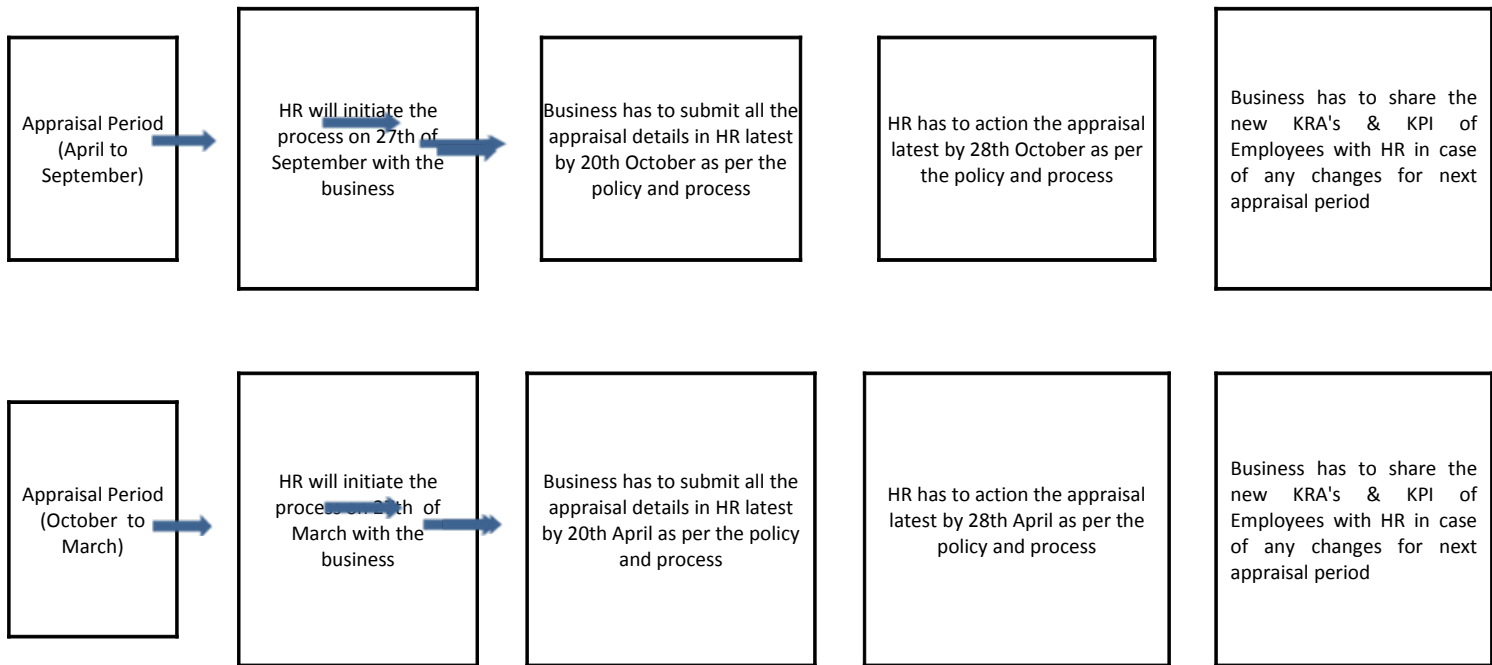 Appraisal Period
(April to
September)
HR will initiate the
process on 27th of
September with the
business
Business has to submit all the
appraisal details in HR latest
by 20th October as per the
policy and process
HR has to action the appraisal
latest by 28th October as per
the policy and process
Business has to share the
new KRA's & KPI of
Employees with HR in case
of any changes for next
appraisal period
Appraisal Period
(October to
March)
HR will initiate the
process on of
March with the
business
Business has to submit all the
appraisal details in HR latest
by 20th April as per the policy
and process
HR has to action the appraisal
latest by 28th April as per the
policy and process
Business has to share the
new KRA's & KPI of
Employees with HR in case
of any changes for next
appraisal period